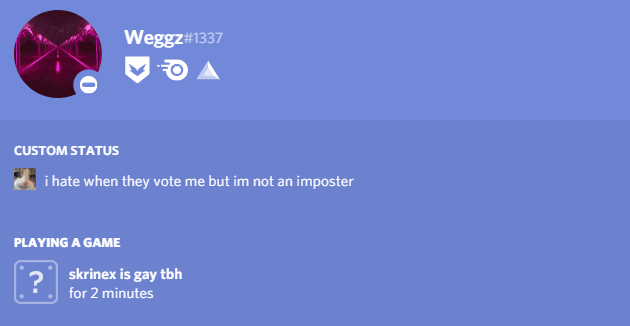 Weggz#1337
CUSTOM STATUS
i hate when they vote me but im not an imposter
PLAYING A GAME
?
skrinex is gay tbh
for 2 minutes